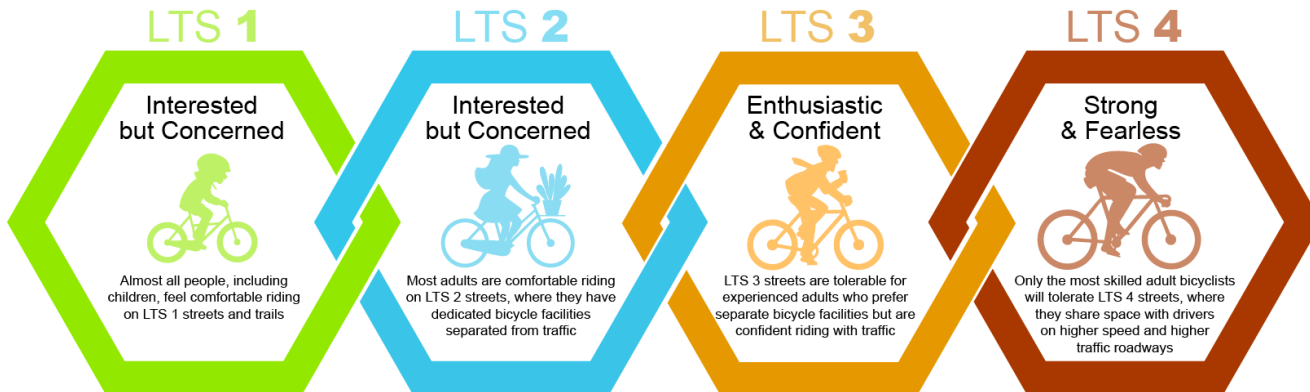 LTS 1
Interested
but Concerned
Almost all people, including
children, feel comfortable riding
on LTS 1 streets and trails
LTS 2
Interested
but Concerned
Most adults are comfortable riding
on LTS 2 streets, where they have
dedicated bicycle facilities
separated from traffic
LTS 3
Enthusiastic
& Confident
LTS 3 streets are tolerable for
experienced adults who prefer
separate bicycle facilities but are
confident riding with traffic
LTS 4
Strong
& Fearless
Only the most skilled adult bicyclists
will tolerate LTS 4 streets, where
they share space with drivers
on higher speed and higher
traffic roadways